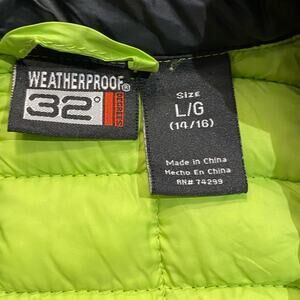 WEATHERPROOF®
32°
DEGREES
SIZE
L/G
(14/16)
Made in China
Hecho En China
RN# 74299